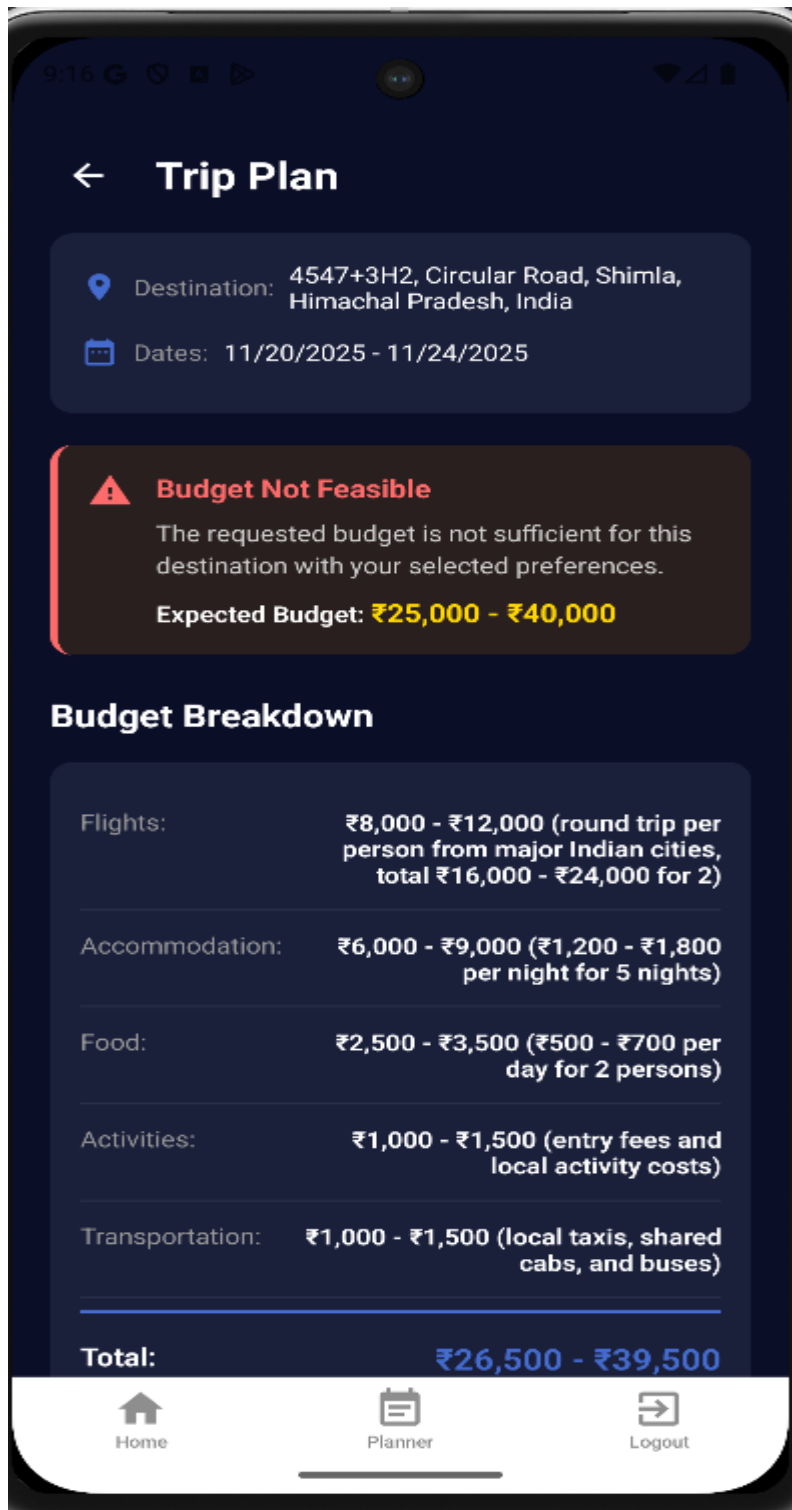 9:16
Trip Plan
Destination: 4547+3H2, Circular Road, Shimla,
Himachal Pradesh, India
Dates: 11/20/2025 - 11/24/2025
Budget Not Feasible
The requested budget is not sufficient for this
destination with your selected preferences.
Expected Budget: ₹25,000 - ₹40,000
Budget Breakdown
Flights: ₹8,000 - ₹12,000 (round trip per
person from major Indian cities,
total ₹16,000 - ₹24,000 for 2)
Accommodation: ₹6,000 - ₹9,000 (₹1,200 - ₹1,800
per night for 5 nights)
Food: ₹2,500 - ₹3,500 (₹500 - ₹700 per
day for 2 persons)
Activities: ₹1,000 - ₹1,500 (entry fees and
local activity costs)
Transportation: ₹1,000 - ₹1,500 (local taxis, shared
cabs, and buses)
Total: ₹26,500 - ₹39,500
Home Planner Logout